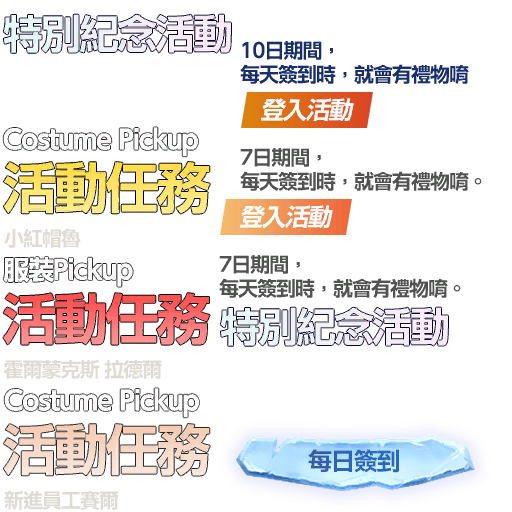 特別紀念活動
10日期間，
每天簽到時，就會有禮物唷
登入活動
Costume Pickup
活動任務
小紅帽魯
7日期間，
每天簽到時，就會有禮物唷。
登入活動
服裝Pickup
活動任務
霍爾蒙克斯 拉德爾
7日期間，
每天簽到時，就會有禮物唷。
特別紀念活動
Costume Pickup
活動任務
新進員工賽爾
每日簽到